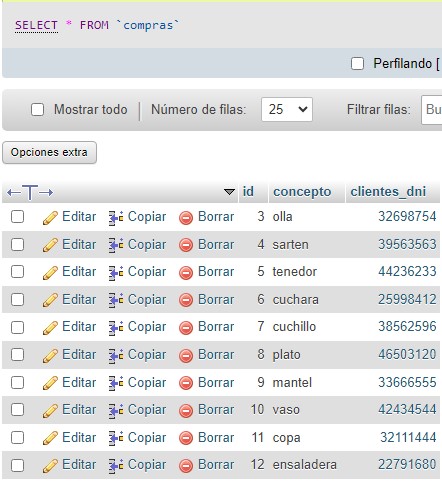 SELECT * FROM `compras`
Perfilando [
Mostrar todo Número de filas: 25 Filtrar filas: Bu
Opciones extra
←T→ id concepto clientes_dni
Editar Copiar Borrar 3 olla 32698754
Editar Copiar Borrar 4 sarten 39563563
Editar Copiar Borrar 5 tenedor 44236233
Editar Copiar Borrar 6 cuchara 25998412
Editar Copiar Borrar 7 cuchillo 38562596
Editar Copiar Borrar 8 plato 46503120
Editar Copiar Borrar 9 mantel 33666555
Editar Copiar Borrar 10 vaso 42434544
Editar Copiar Borrar 11 copa 32111444
Editar Copiar Borrar 12 ensaladera 22791680